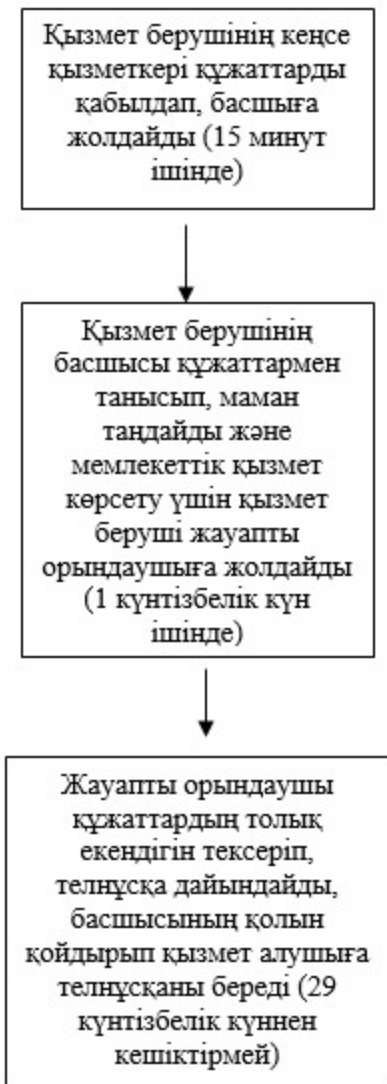 Қызмет берушінің кеңсе
қызметкері құжаттарды
қабылдап, басшыға
жолдайды (15 минут
ішінде)
Қызмет берушінің
басшысы құжаттармен
танысып, маман
таңдайды және
мемлекеттік қызмет
көрсету үшін қызмет
беруші жауапты
орындаушыға жолдайды
(1 күнтізбелік күн
ішінде)
Жауапты орындаушы
құжаттардың толық
екендігін тексеріп,
телнұсқа дайындайды,
басшысының қолын
қойдырып қызмет алушыға
телнұсқаны береді (29
күнтізбелік күннен
кешіктірмей)